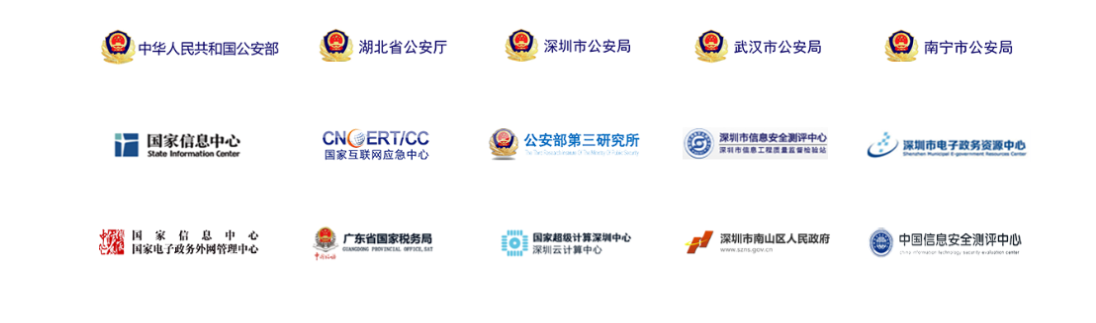 中华人民共和国公安部
湖北省公安厅
深圳市公安局
武汉市公安局
南宁市公安局
国家信息中心
State Information Center
CNCERT/CC
国家互联网应急中心
公安部第三研究所
深圳市信息安全测评中心
深圳市信息工程质量监督检验站
深圳市电子政务资源中心
Shenzhen Municipal E-government Resources Center
国家信息中心
国家电子政务外网管理中心
广东省国家税务局
GUANGDONG PROVINCIAL OFFICE,SAT
国家超级计算深圳中心
深圳云计算中心
深圳市南山区人民政府
www.szns.gov.cn
中国信息安全测评中心
China information technology security evaluation center